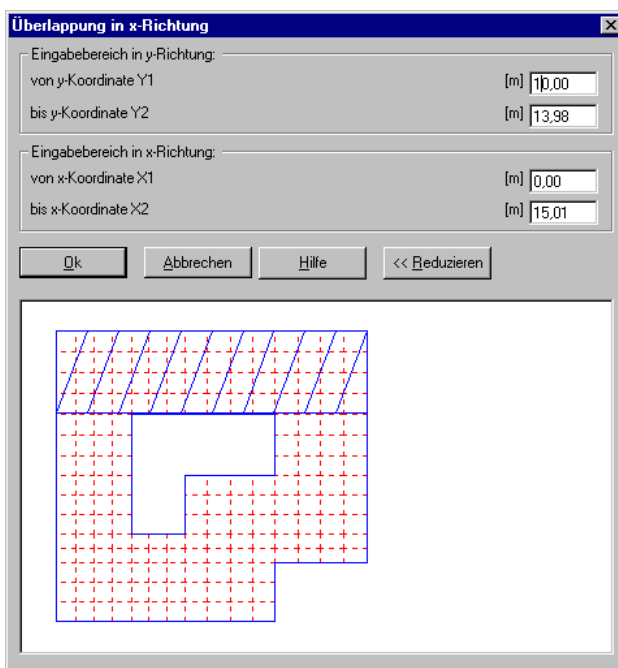 Überlappung in x-Richtung
Eingabebereich in y-Richtung:
von y-Koordinate Y1 [m] 10,00
bis y-Koordinate Y2 [m] 13,98
Eingabebereich in x-Richtung:
von x-Koordinate X1 [m] 0,00
bis x-Koordinate X2 [m] 15,01
Ok Abbrechen Hilfe << Reduzieren